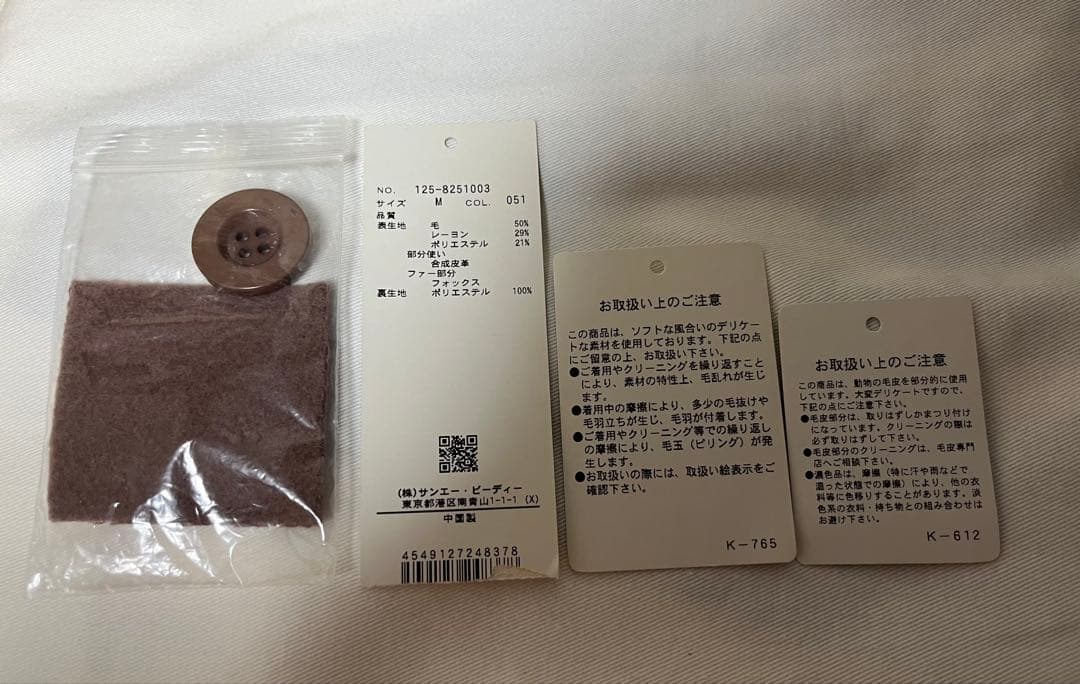 NO. 125-8251003
サイズ M COL. 051
品質
表生地 毛 50%
レーヨン 29%
ポリエステル 21%
部分使い
合成皮革
ファー部分
フォックス
裏生地 ポリエステル 100%
(株)サンエー・ビーディー
東京都港区南青山1-1-1 (X)
中国製
4549127248378
お取扱い上のご注意
この商品は、ソフトな風合いのデリケー
トな素材を使用しております。下記の点
にご留意の上、お取扱い下さい。
●ご着用やクリーニングを繰り返すこと
により、素材の特性上、毛乱れが生じ
ます。
●着用中の摩擦により、多少の毛抜けや
毛羽立ちが生じ、毛羽が付着します。
●ご着用やクリーニング等での繰り返し
の摩擦により、毛玉(ピリング)が発
生します。
●お取扱いの際には、取扱い絵表示をご
確認下さい。
K-765
お取扱い上のご注意
この商品は、動物の毛皮を部分的に使用
しています。大変デリケートですので、
下記の点にご注意下さい。
●毛皮部分は、取りはずしかまつり付け
になっています。クリーニングの際は
必ず取りはずして下さい。
●毛皮部分のクリーニングは、毛皮専門
店へご相談下さい。
●濃色品は、摩擦(特に汗や雨などで
湿った状態での摩擦)により、他の衣
料等に色移りすることがあります。淡
色系の衣料・持ち物との組み合わせは
お避け下さい。
K-612